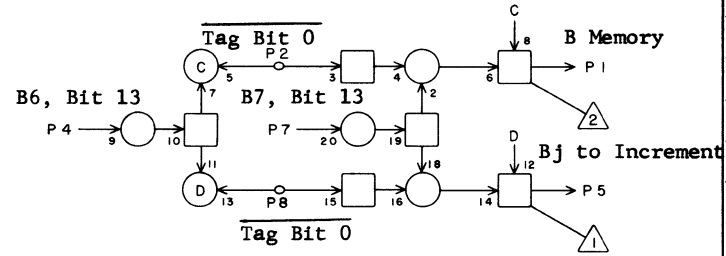 Tag Bit 0
C
B Memory
P2
C
5
3
4
6
8
P1
7
2
B6, Bit 13
B7, Bit 13
P4
9
10
P7
20
19
2
11
18
D
12
Bj to Increment
D
13
P8
15
16
14
P5
Tag Bit 0
1